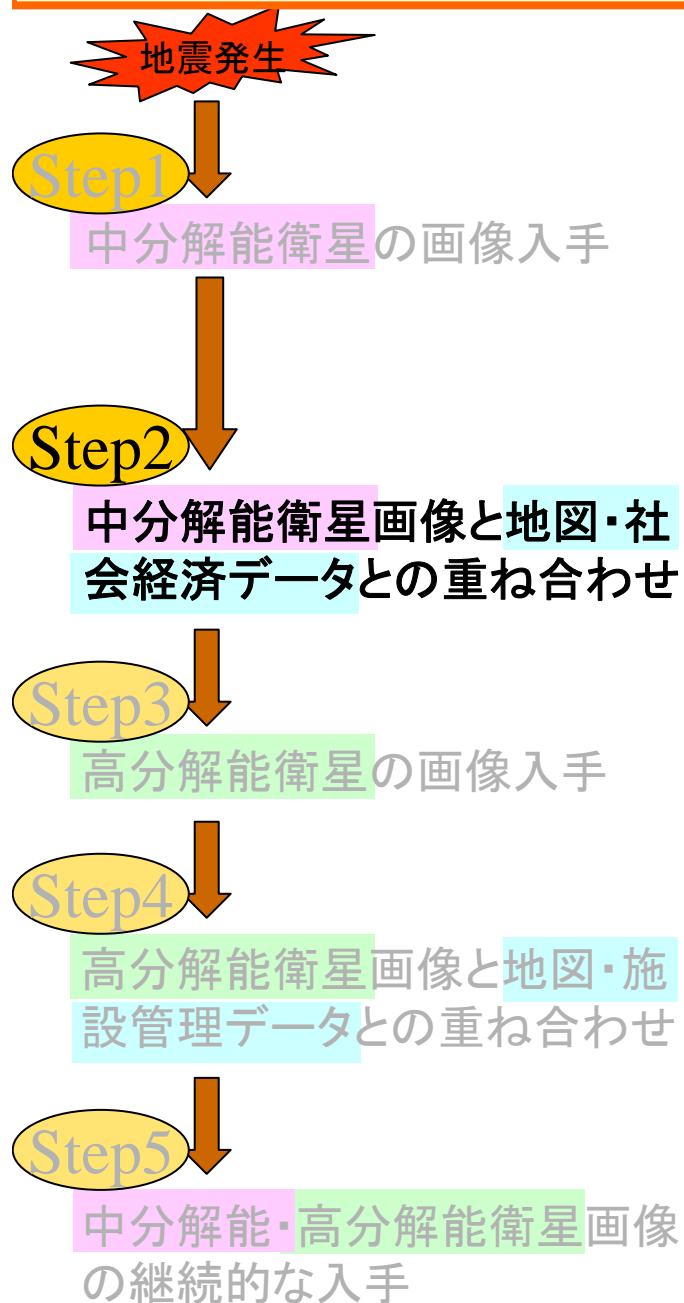 地震発生
Step1
中分解能衛星の画像入手
Step2
中分解能衛星画像と地図・社
会経済データとの重ね合わせ
Step3
高分解能衛星の画像入手
Step4
高分解能衛星画像と地図・施
設管理データとの重ね合わせ
Step5
中分解能・高分解能衛星画像
の継続的な入手